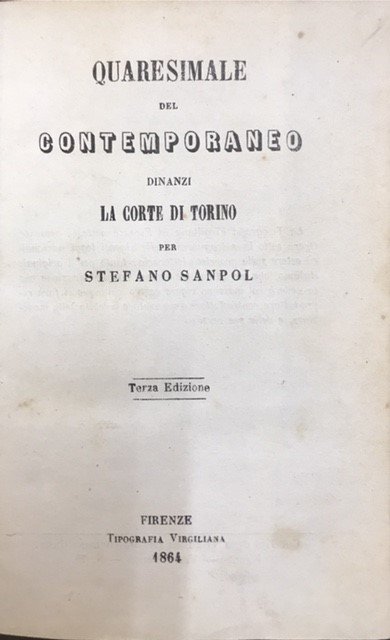 QUARESIMALE
DEL
CONTEMPORANEO
DINANZI
LA CORTE DI TORINO
PER
STEFANO SANPOL
Terza Edizione
FIRENZE
TIPOGRAFIA VIRGILIANA
1864